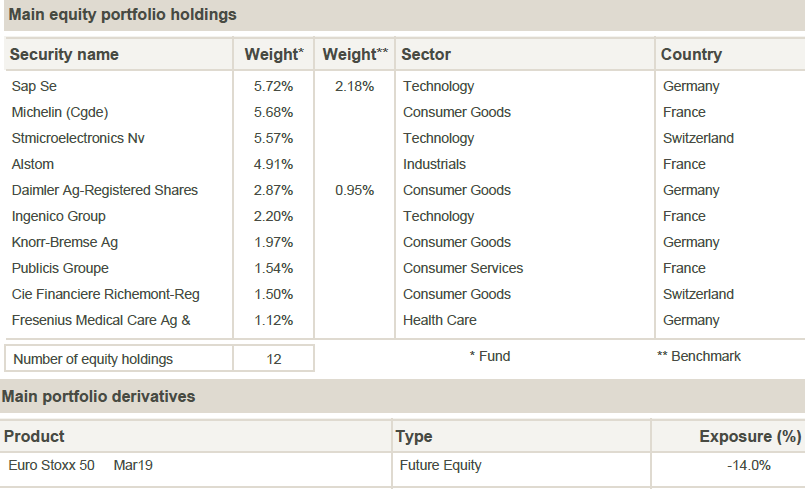 Main equity portfolio holdings
Security name Weight* Weight** Sector Country
Sap Se 5.72% 2.18% Technology Germany
Michelin (Cgde) 5.68% Consumer Goods France
Stmicroelectronics Nv 5.57% Technology Switzerland
Alstom 4.91% Industrials France
Daimler Ag-Registered Shares 2.87% 0.95% Consumer Goods Germany
Ingenico Group 2.20% Technology France
Knorr-Bremse Ag 1.97% Consumer Goods Germany
Publicis Groupe 1.54% Consumer Services France
Cie Financiere Richemont-Reg 1.50% Consumer Goods Switzerland
Fresenius Medical Care Ag & 1.12% Health Care Germany
Number of equity holdings 12 * Fund ** Benchmark
Main portfolio derivatives
Product Type Exposure (%)
Euro Stoxx 50 Mar19 Future Equity -14.0%